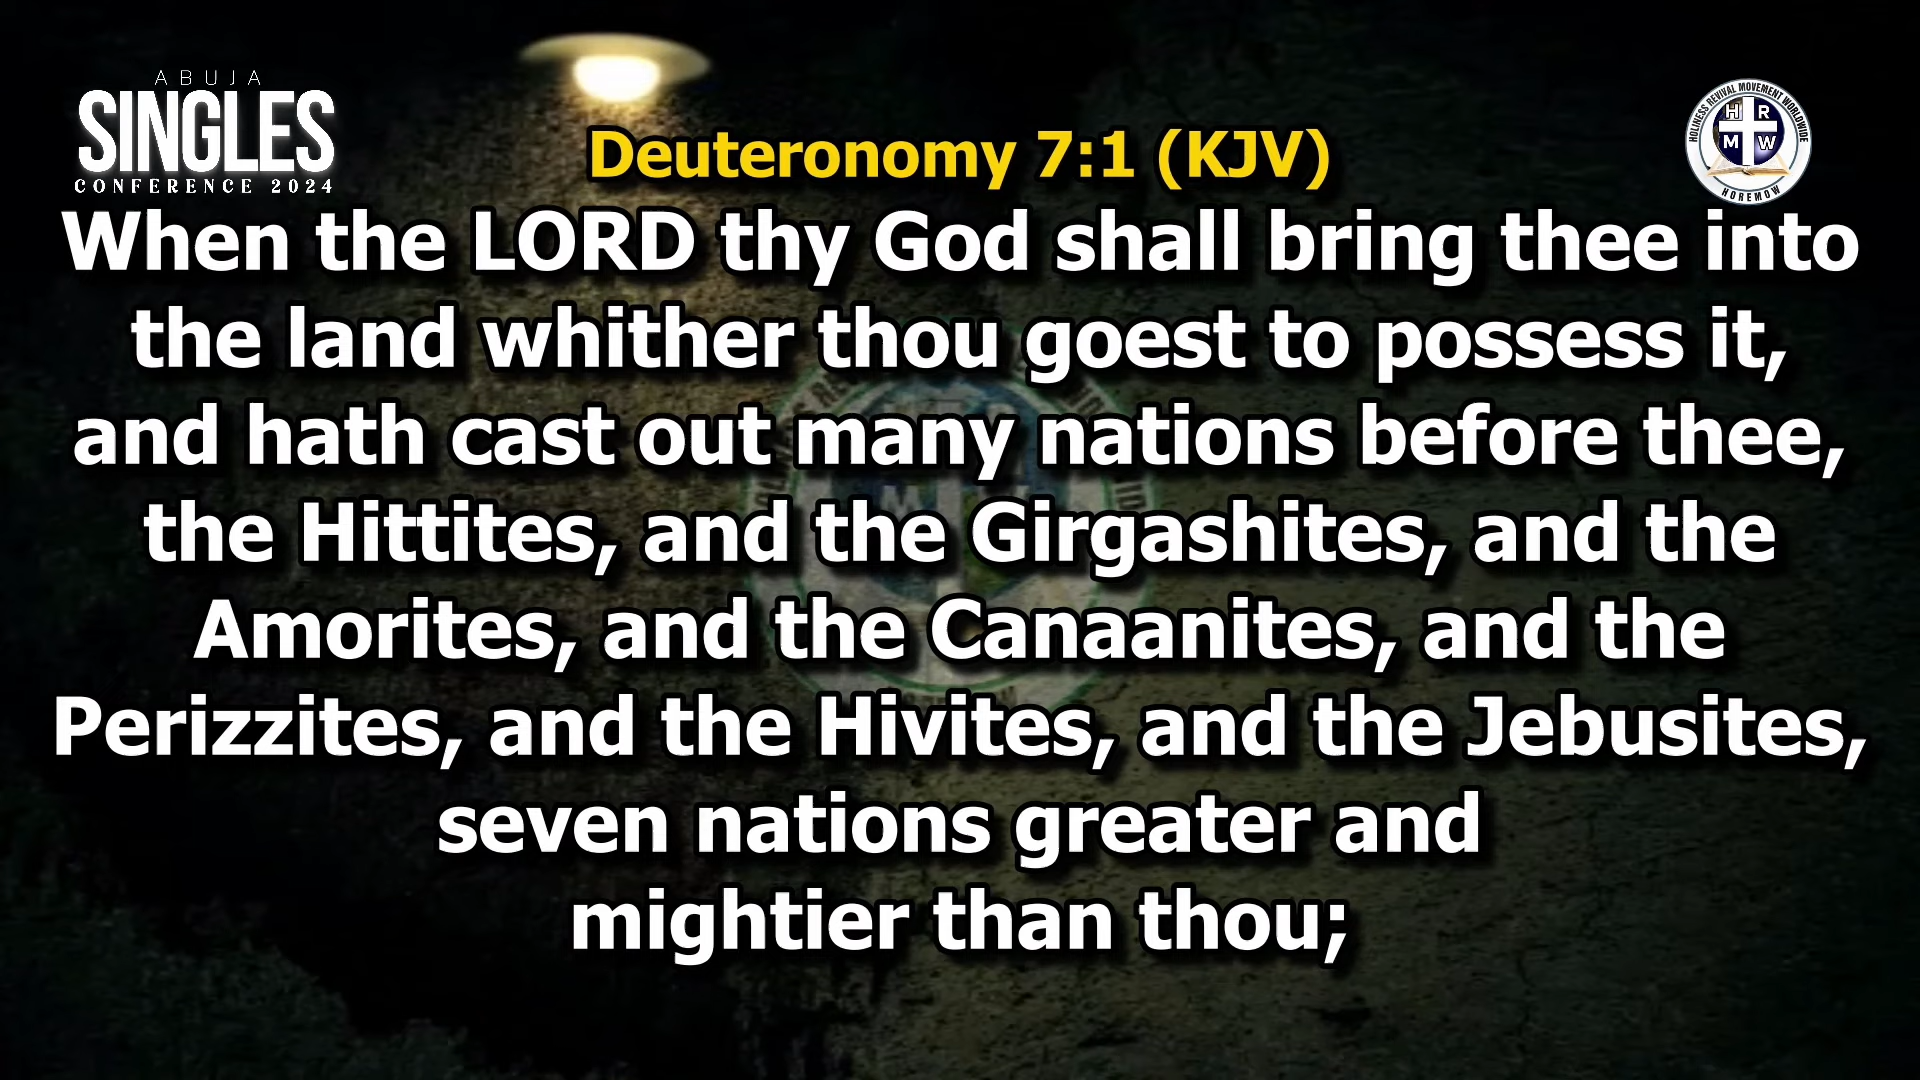 ABUJA
SINGLES
CONFERENCE 2024
HOLINESS REVIVAL MOVEMENT WORLDWIDE
H R
M W
HOREMOW
Deuteronomy 7:1 (KJV)
When the LORD thy God shall bring thee into
the land whither thou goest to possess it,
and hath cast out many nations before thee,
the Hittites, and the Girgashites, and the
Amorites, and the Canaanites, and the
Perizzites, and the Hivites, and the Jebusites,
seven nations greater and
mightier than thou;